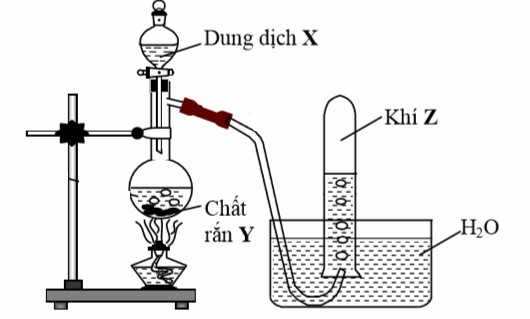 Dung dịch X
Khí Z
Chất
rắn Y
H₂O